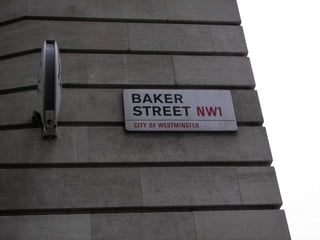 BAKER
STREET NW1
CITY OF WESTMINSTER